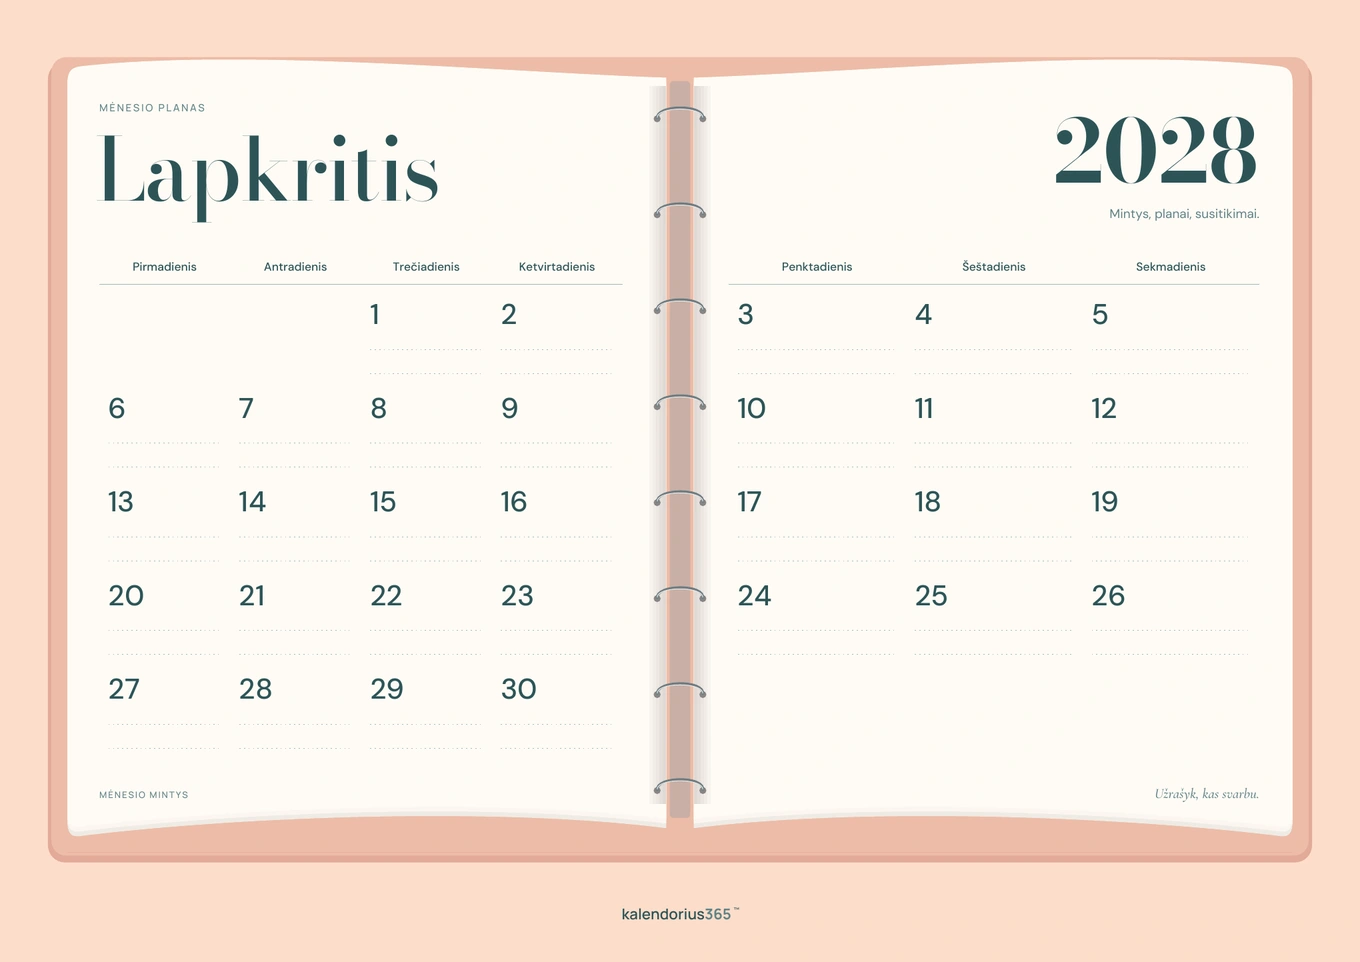 MĖNESIO PLANAS
Lapkritis
2028
Mintys, planai, susitikimai.
Pirmadienis Antradienis Trečiadienis Ketvirtadienis Penktadienis Šeštadienis Sekmadienis
1 2 3 4 5
6 7 8 9 10 11 12
13 14 15 16 17 18 19
20 21 22 23 24 25 26
27 28 29 30
MĖNESIO MINTYS
Užrašyk, kas svarbu.
kalendorius365™